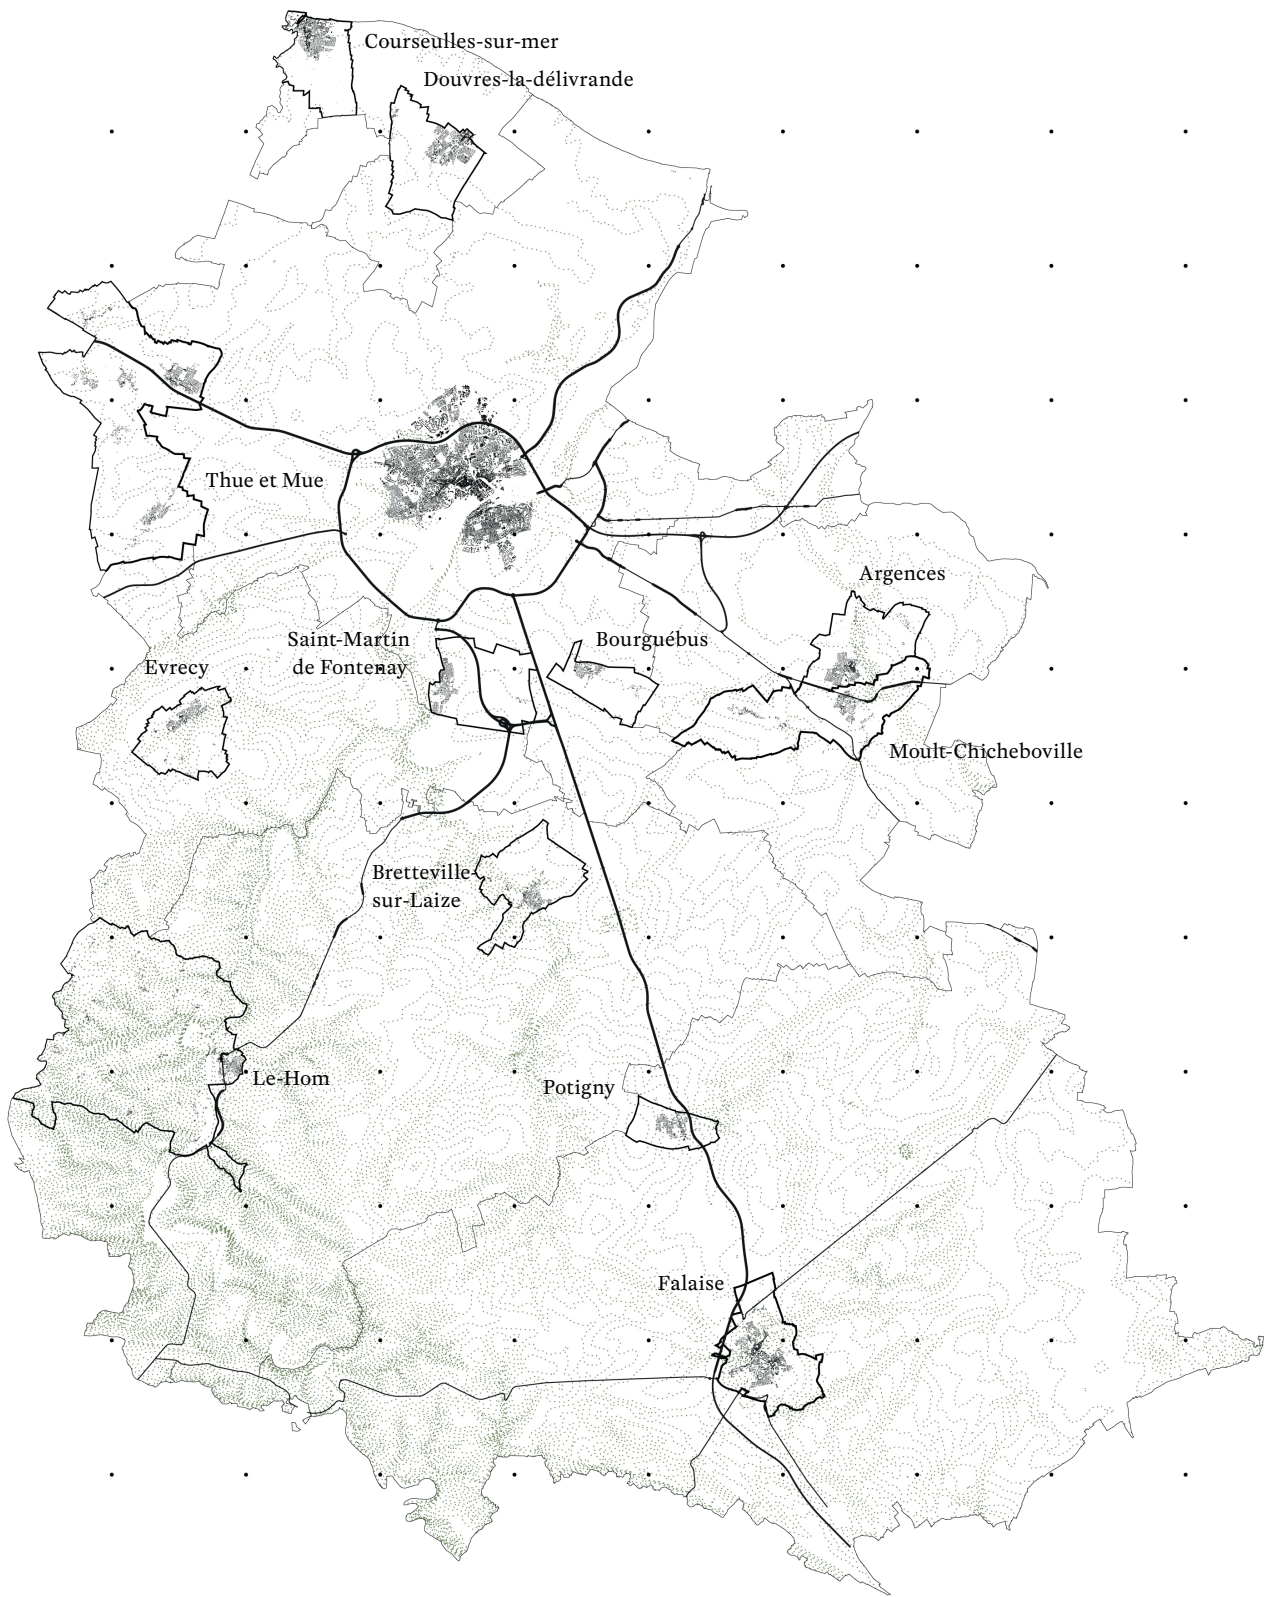 Courseulles-sur-mer
Douvres-la-délivrande
Thue et Mue
Argences
Saint-Martin
de Fontenay
Bourguébus
Evrecy
Moult-Chicheboville
Bretteville-
sur-Laize
Le-Hom
Potigny
Falaise